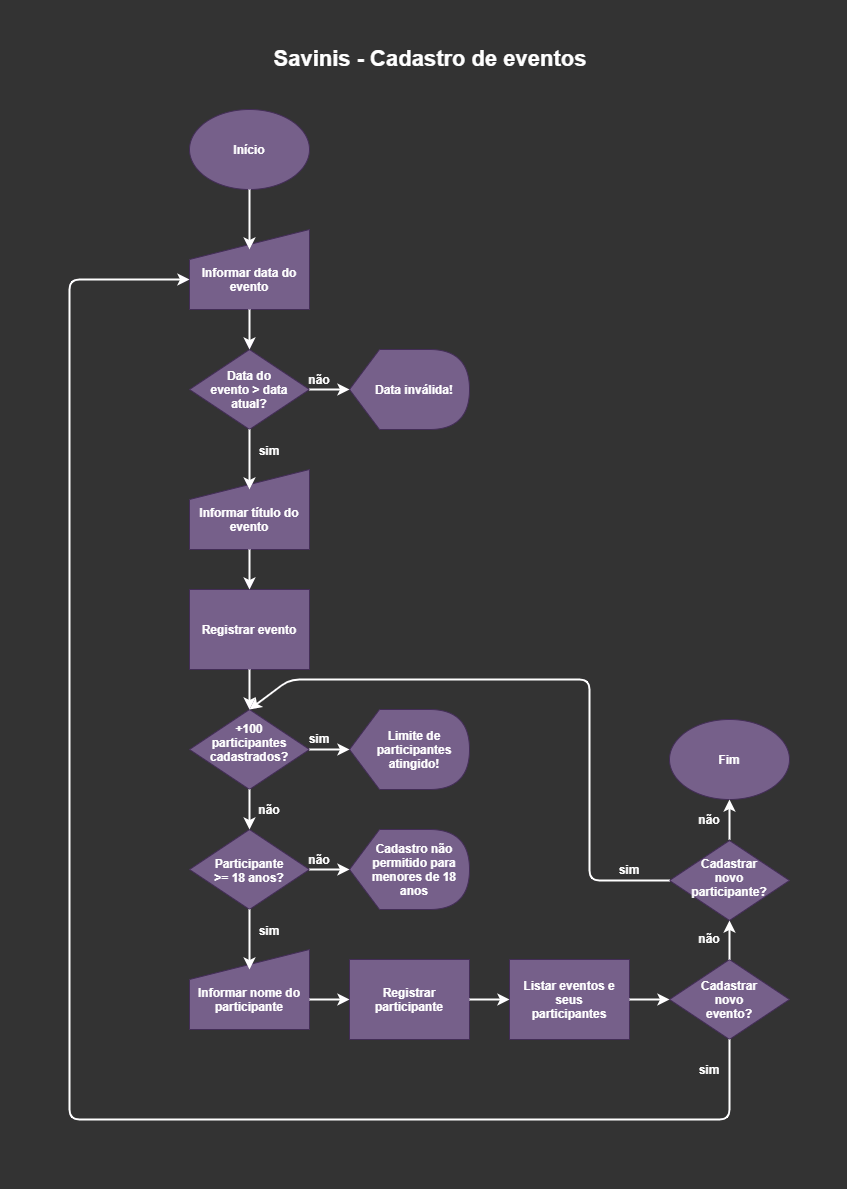 Savinis - Cadastro de eventos
Início
Informar data do
evento
Data do
evento > data
atual?
não
Data inválida!
sim
Informar título do
evento
Registrar evento
+100
participantes
cadastrados?
sim
Limite de
participantes
atingido!
não
Participante
>= 18 anos?
não
Cadastro não
permitido para
menores de 18
anos
sim
Informar nome do
participante
Registrar
participante
Listar eventos e
seus
participantes
Cadastrar
novo
evento?
sim
não
Cadastrar
novo
participante?
sim
não
Fim